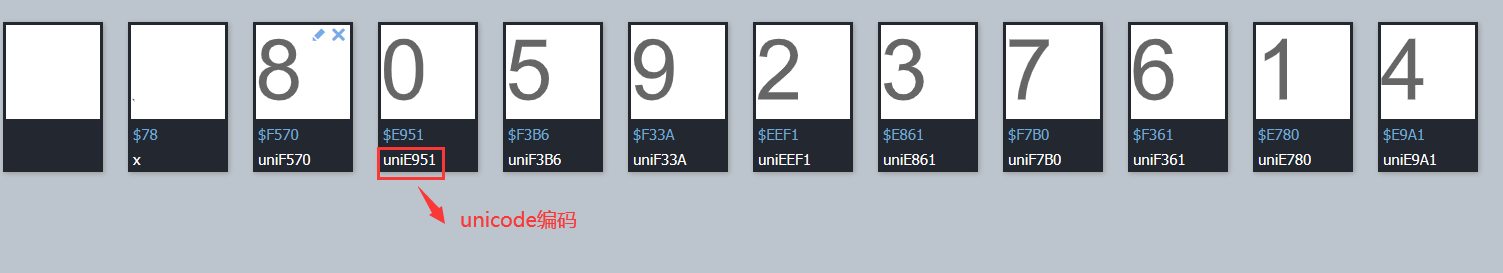 8 0 5 9 2 3 7 6 1 4
$78 $F570 $E951 $F3B6 $F33A $EEF1 $E861 $F7B0 $F361 $E780 $E9A1
x uniF570 uniE951 uniF3B6 uniF33A uniEEF1 uniE861 uniF7B0 uniF361 uniE780 uniE9A1
unicode编码